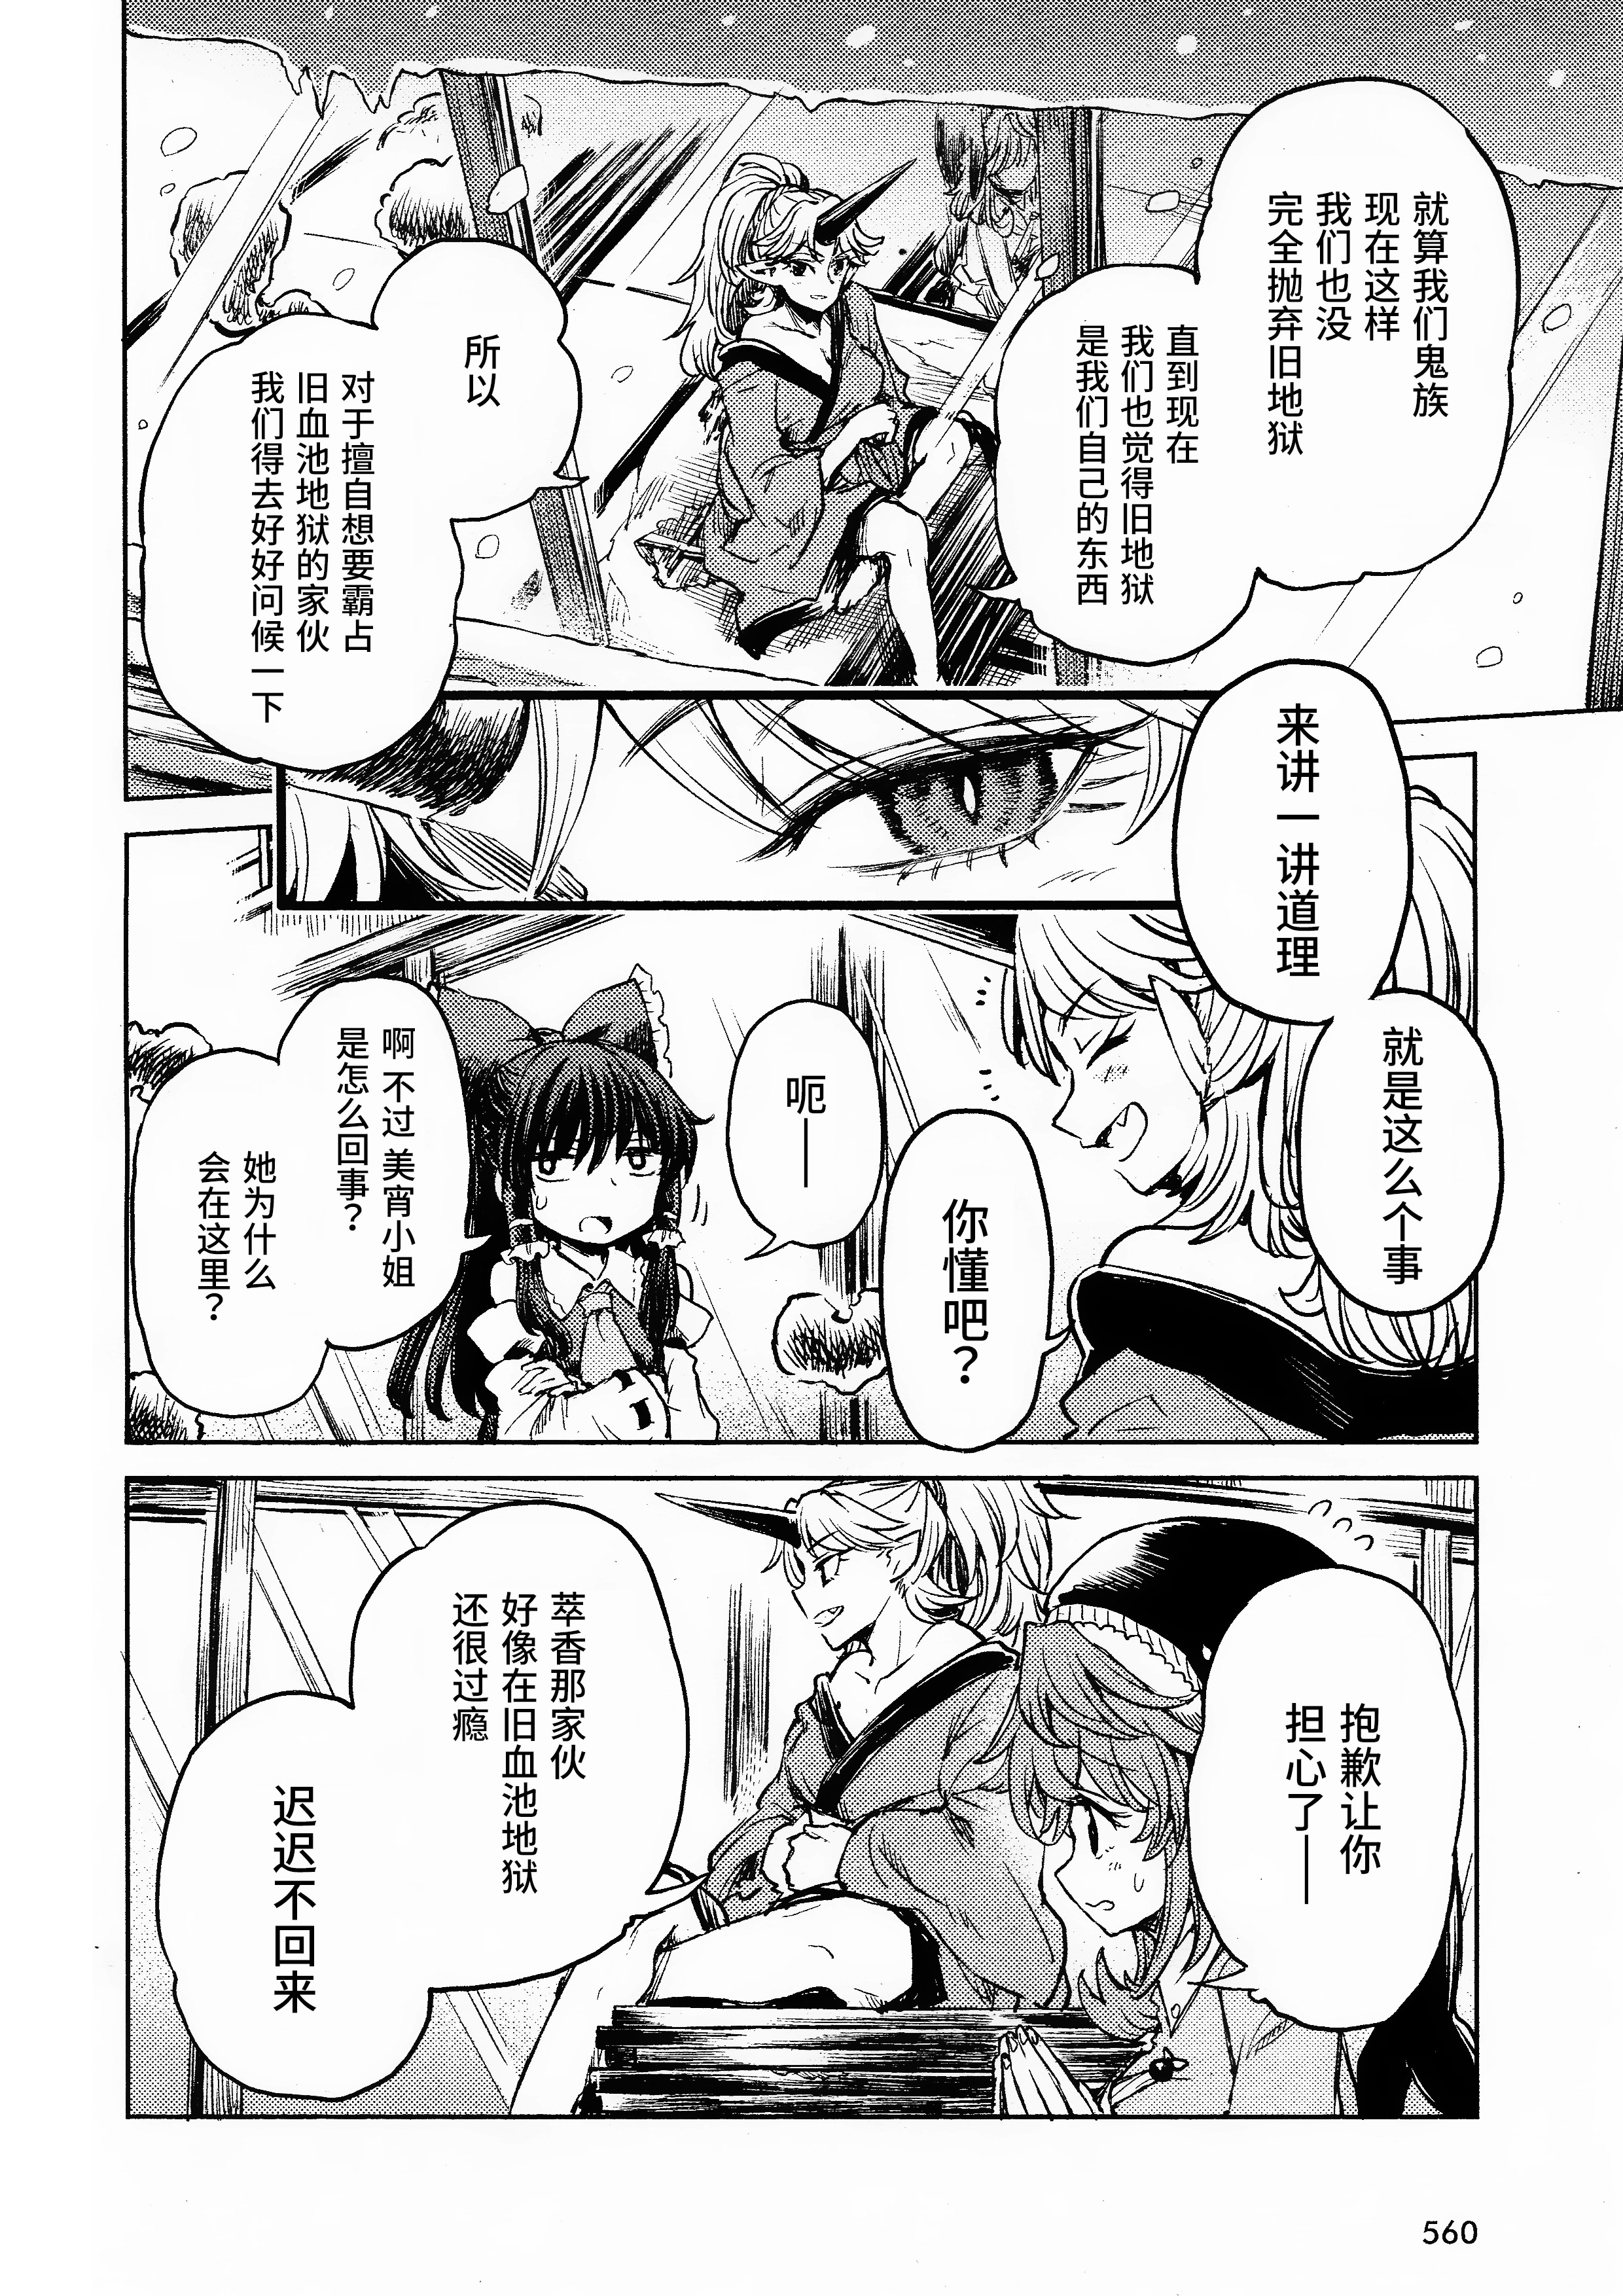 就算我们鬼族
现在这样
我们也没
完全抛弃旧地狱
直到现在
我们也觉得旧地狱
是我们自己的东西
所以
对于擅自想要霸占
旧血池地狱的家伙
我们得去好好问候一下
来讲一讲道理
就是这么个事
你懂吧？
呃——
啊 不过 美宵小姐
是怎么回事？
她为什么
会在这里？
抱歉让你
担心了——
萃香那家伙
好像在旧血池地狱
还很过瘾
迟迟不回来
560